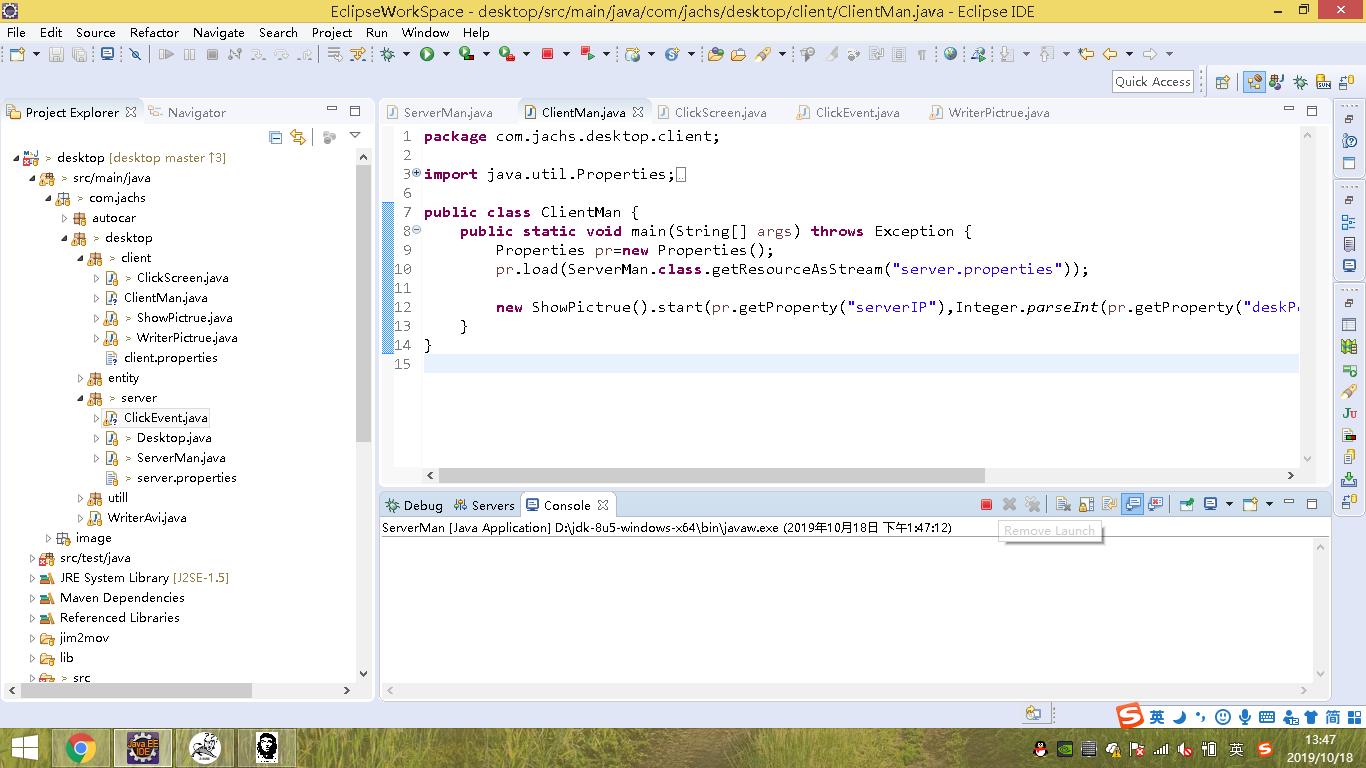 EclipseWorkSpace - desktop/src/main/java/com/jachs/desktop/client/ClientMan.java - Eclipse IDE
File Edit Source Refactor Navigate Search Project Run Window Help
Quick Access
Project Explorer Navigator
> desktop [desktop master ↑3]
> src/main/java
> com.jachs
autocar
> desktop
> client
> ClickScreen.java
ClientMan.java
> ShowPictrue.java
> WriterPictrue.java
client.properties
entity
> server
ClickEvent.java
> Desktop.java
> ServerMan.java
> server.properties
utill
WriterAvi.java
image
src/test/java
JRE System Library [J2SE-1.5]
Maven Dependencies
Referenced Libraries
jim2mov
lib
> src
ServerMan.java ClientMan.java ClickScreen.java ClickEvent.java WriterPictrue.java
1 package com.jachs.desktop.client;
2
3 import java.util.Properties;
6
7 public class ClientMan {
8 public static void main(String[] args) throws Exception {
9 Properties pr=new Properties();
10 pr.load(ServerMan.class.getResourceAsStream("server.properties"));
11
12 new ShowPictrue().start(pr.getProperty("serverIP"),Integer.parseInt(pr.getProperty("deskP
13 }
14 }
15
Debug Servers Console
ServerMan [Java Application] D:\jdk-8u5-windows-x64\bin\javaw.exe (2019年10月18日 下午1:47:12)
Remove Launch
英 简
Java EE
IDE
英
13:47
2019/10/18